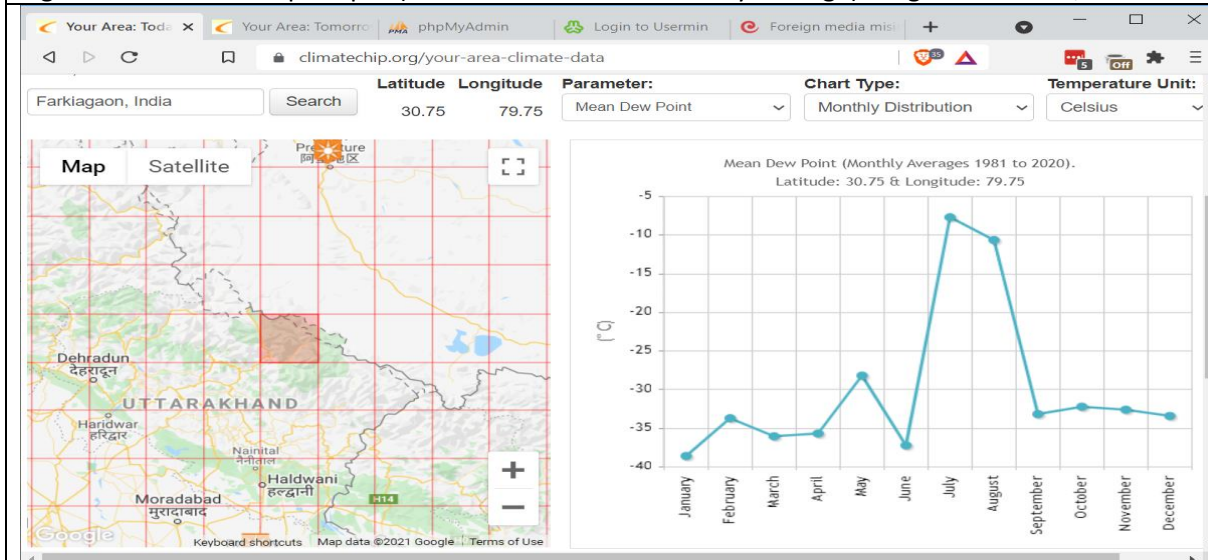 Your Area: Toda
Your Area: Tomorro
phpMyAdmin
Login to Usermin
Foreign media mis
climatechip.org/your-area-climate-data
35
5
Off
Latitude Longitude Parameter: Chart Type: Temperature Unit:
Farkiagaon, India Search 30.75 79.75 Mean Dew Point Monthly Distribution Celsius
Map Satellite
Dehradun
देहरादून
UTTARAKHAND
Haridwar
हरिद्वार
Nainital
नैनीताल
Haldwani
हल्द्वानी
H14
Moradabad
मुरादाबाद
Google
Keyboard shortcuts Map data ©2021 Google Terms of Use
Mean Dew Point (Monthly Averages 1981 to 2020).
Latitude: 30.75 & Longitude: 79.75
(° C)
-5
-10
-15
-20
-25
-30
-35
-40
January
February
March
April
May
June
July
August
September
October
November
December